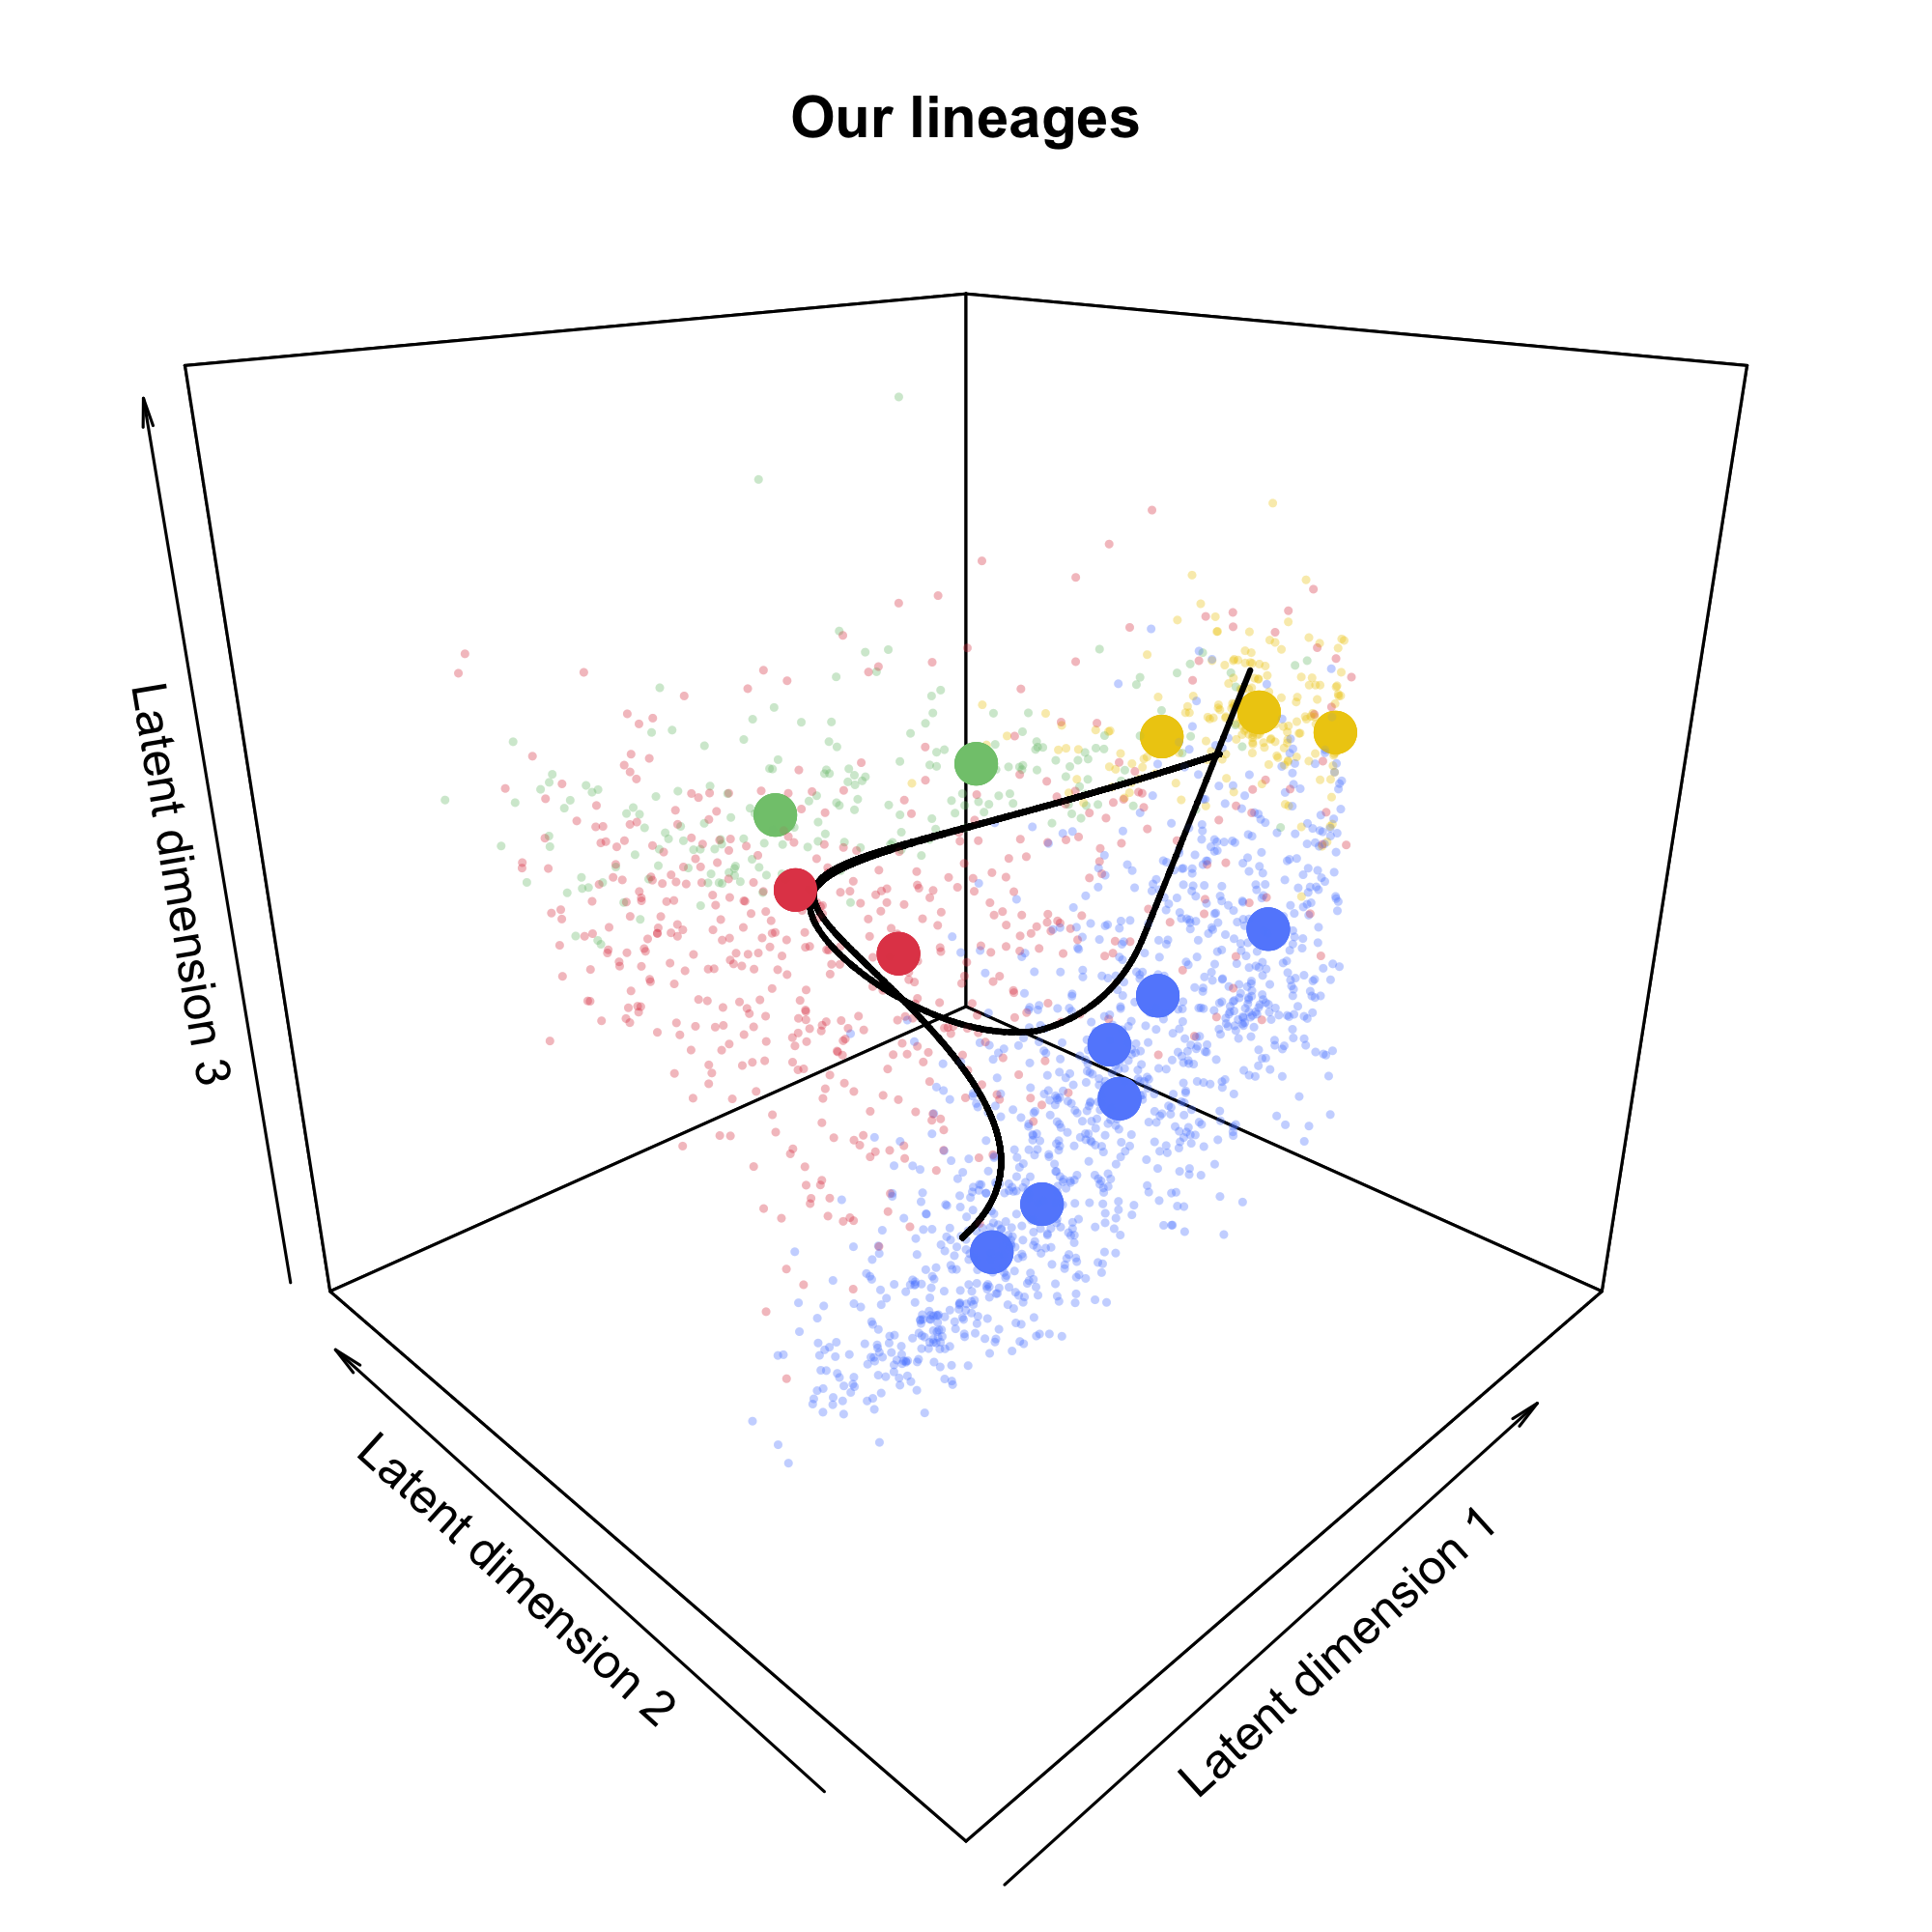 Our lineages
Latent dimension 3
Latent dimension 2
Latent dimension 1